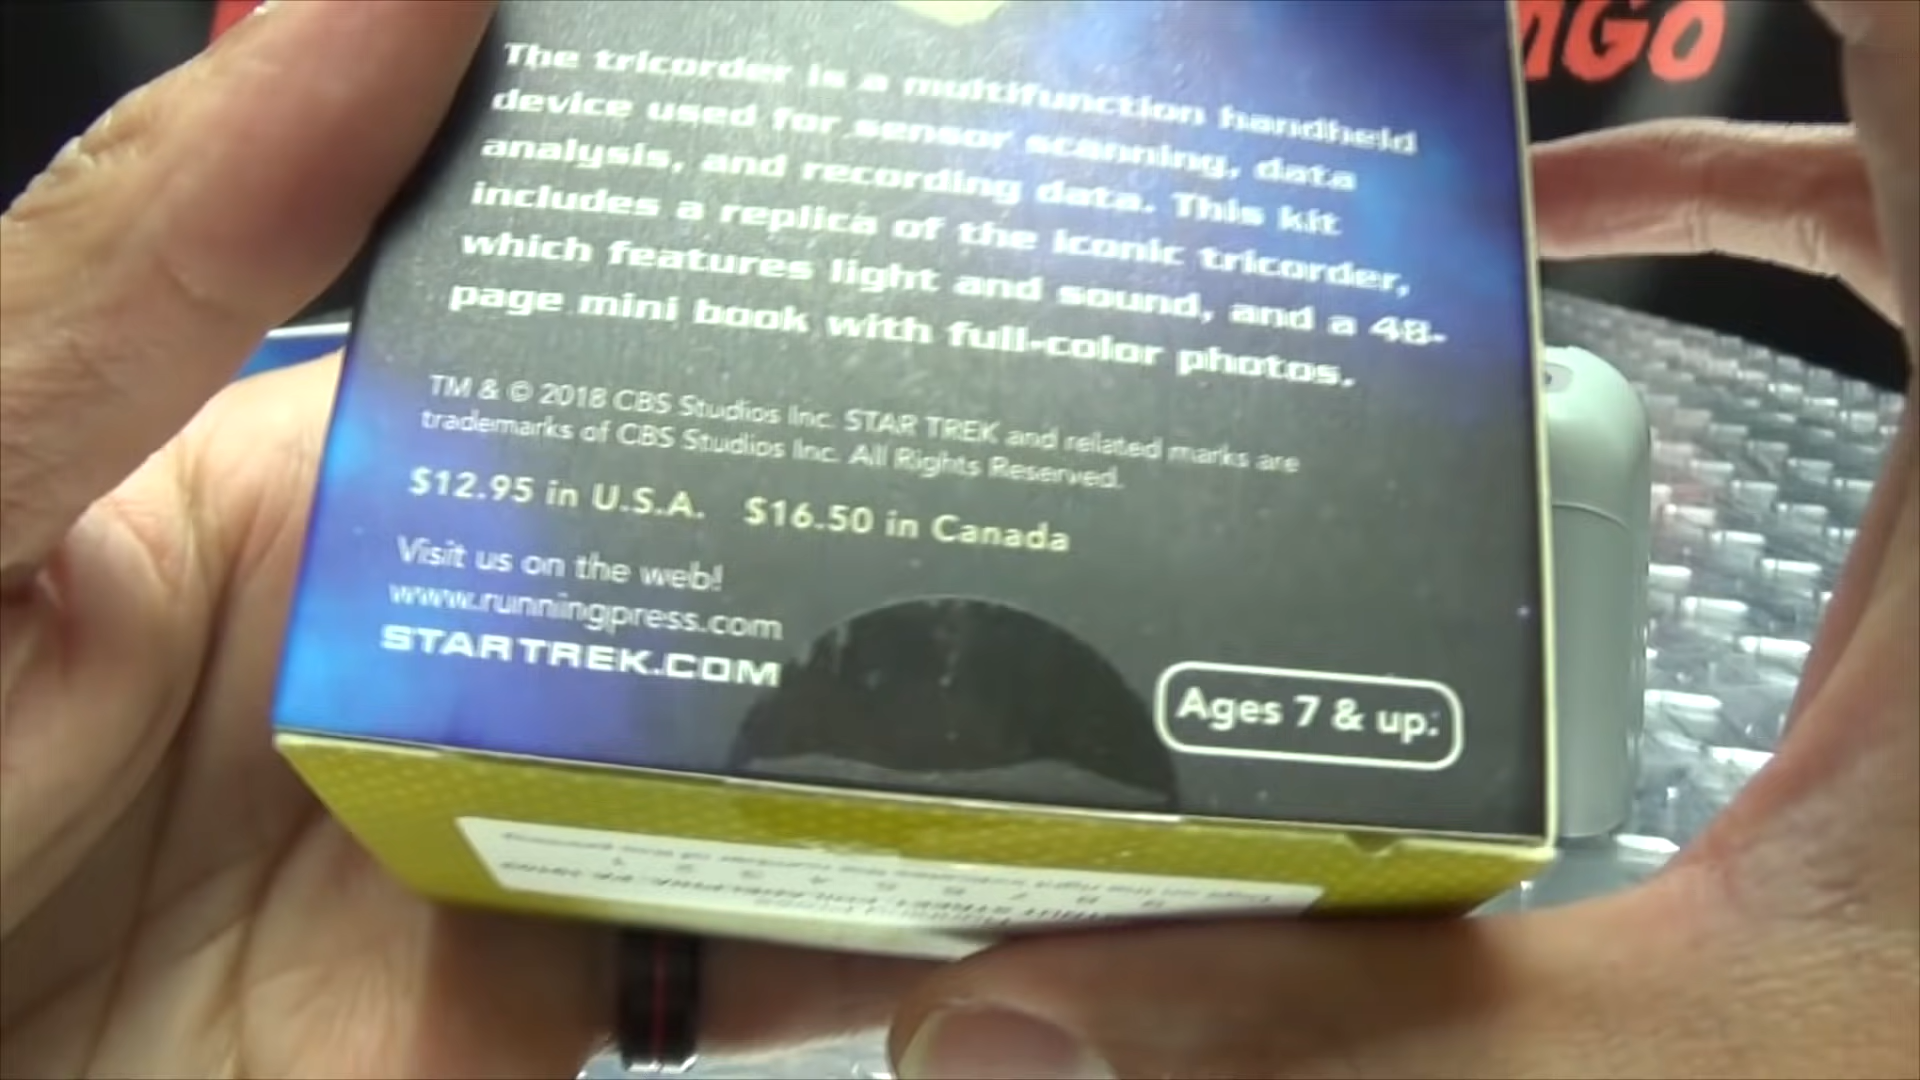 MGO
The tricorder is a multifunction handheld
device used for sensor scanning, data
analysis, and recording data. This kit
includes a replica of the iconic tricorder,
which features light and sound, and a 48-
page mini book with full-color photos.
TM & © 2018 CBS Studios Inc. STAR TREK and related marks are
trademarks of CBS Studios Inc. All Rights Reserved.
$12.95 in U.S.A. $16.50 in Canada
Visit us on the web!
www.runningpress.com
STARTREK.COM
Ages 7 & up.